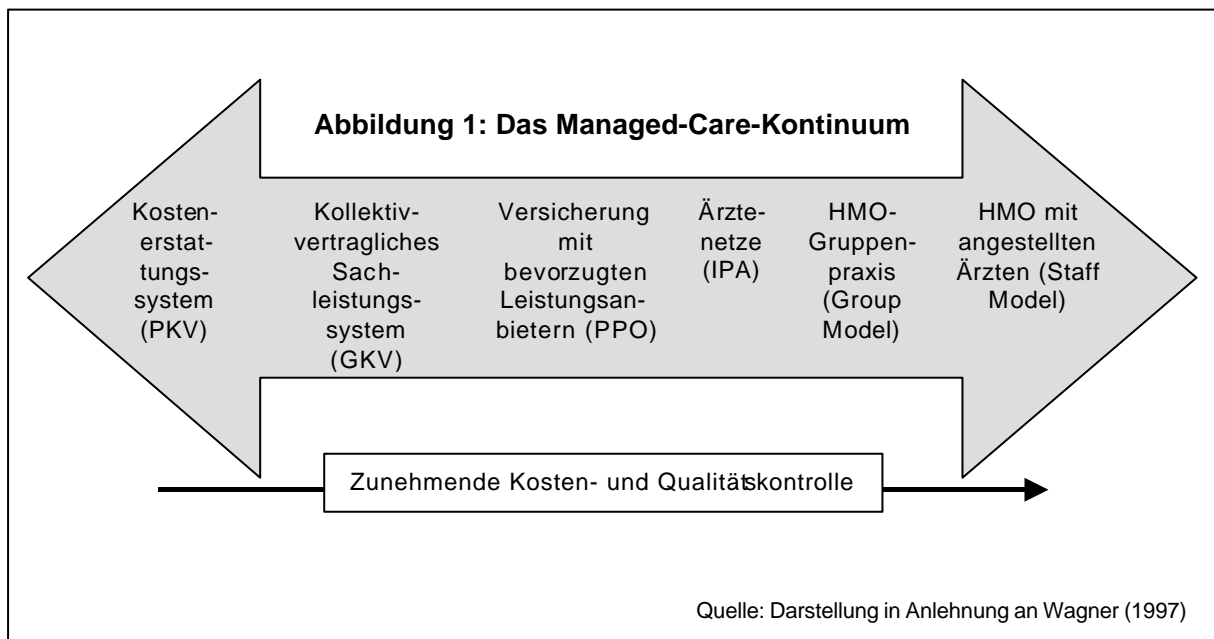 Abbildung 1: Das Managed-Care-Kontinuum
Kosten-
erstat-
tungs-
system
(PKV)
Kollektiv-
vertragliches
Sach-
leistungs-
system
(GKV)
Versicherung
mit
bevorzugten
Leistungsan-
bietern (PPO)
Ärzte-
netze
(IPA)
HMO-
Gruppen-
praxis
(Group
Model)
HMO mit
angestellten
Ärzten (Staff
Model)
Zunehmende Kosten- und Qualitätskontrolle
Quelle: Darstellung in Anlehnung an Wagner (1997)